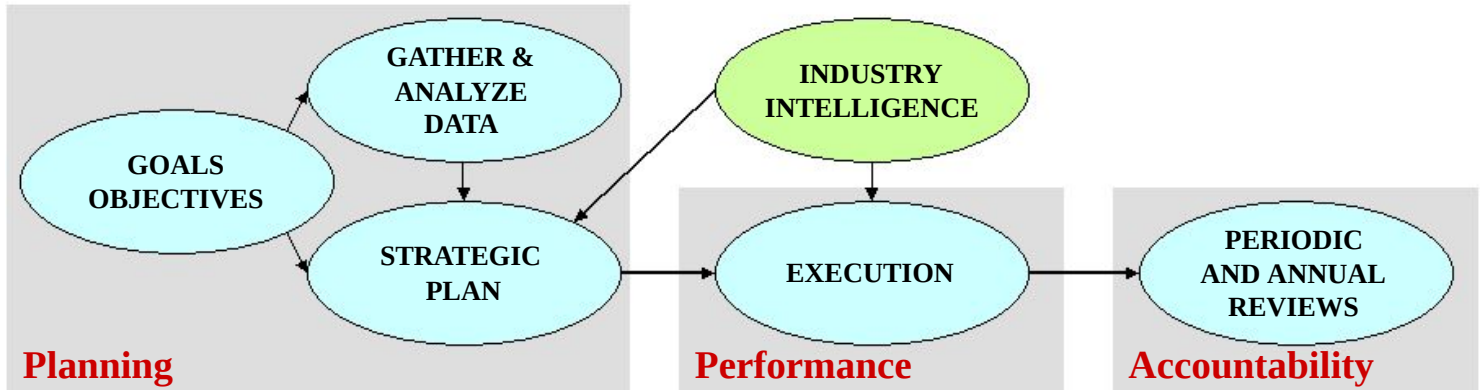 GATHER &
ANALYZE
DATA
INDUSTRY
INTELLIGENCE
GOALS
OBJECTIVES
STRATEGIC
PLAN
EXECUTION
PERIODIC
AND ANNUAL
REVIEWS
Planning
Performance
Accountability